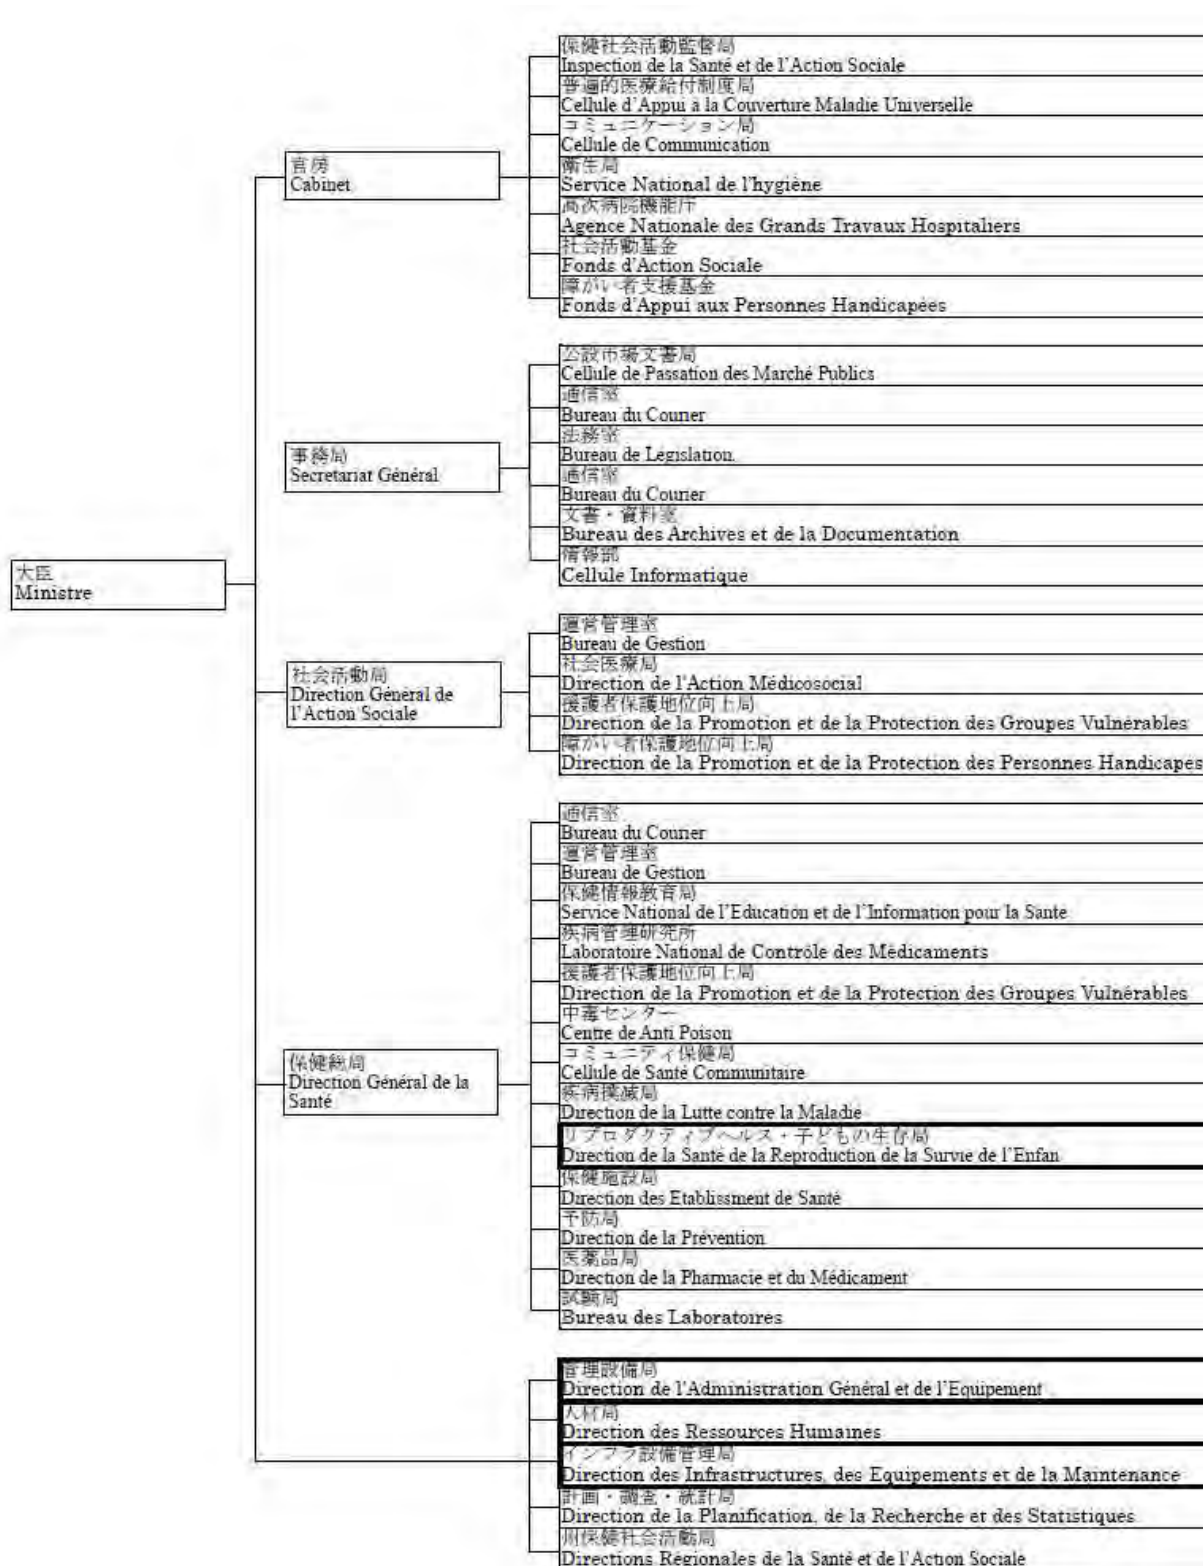 大臣
Ministre
官房
Cabinet
保健社会活動監督局
Inspection de la Santé et de l'Action Sociale
普遍的医療給付制度局
Cellule d'Appui à la Couverture Maladie Universelle
コミュニケーション局
Cellule de Communication
衛生局
Service National de l'hygiène
高次病院機能庁
Agence Nationale des Grands Travaux Hospitaliers
社会活動基金
Fonds d'Action Sociale
障がい者支援基金
Fonds d'Appui aux Personnes Handicapées
事務局
Secretariat Général
公設市場文書局
Cellule de Passation des Marché Publics
通信室
Bureau du Courier
法務室
Bureau de Législation.
通信室
Bureau du Courier
文書・資料室
Bureau des Archives et de la Documentation
情報部
Cellule Informatique
社会活動局
Direction Général de
l'Action Sociale
運営管理室
Bureau de Gestion
社会医療局
Direction de l'Action Médicosocial
援護者保護地位向上局
Direction de la Promotion et de la Protection des Groupes Vulnérables
障がい者保護地位向上局
Direction de la Promotion et de la Protection des Personnes Handicapés
保健総局
Direction Général de la
Santé
通信室
Bureau du Courier
運営管理室
Bureau de Gestion
保健情報教育局
Service National de l'Education et de l'Information pour la Santé
疾病管理研究所
Laboratoire National de Contrôle des Médicaments
援護者保護地位向上局
Direction de la Promotion et de la Protection des Groupes Vulnérables
中毒センター
Centre de Anti Poison
コミュニティ保健局
Cellule de Santé Communitaire
疾病撲滅局
Direction de la Lutte contre la Maladie
リプロダクティブヘルス・子どもの生存局
Direction de la Santé de la Reproduction de la Survie de l'Enfan
保健施設局
Direction des Etablissment de Santé
予防局
Direction de la Prévention
医薬品局
Direction de la Pharmacie et du Médicament
試験局
Bureau des Laboratoires
管理設備局
Direction de l'Administration Général et de l'Equipement
人材局
Direction des Ressources Humaines
インフラ設備管理局
Direction des Infrastructures, des Equipements et de la Maintenance
計画・調査・統計局
Direction de la Planification, de la Recherche et des Statistiques
州保健社会活動局
Directions Régionales de la Santé et de l'Action Sociale